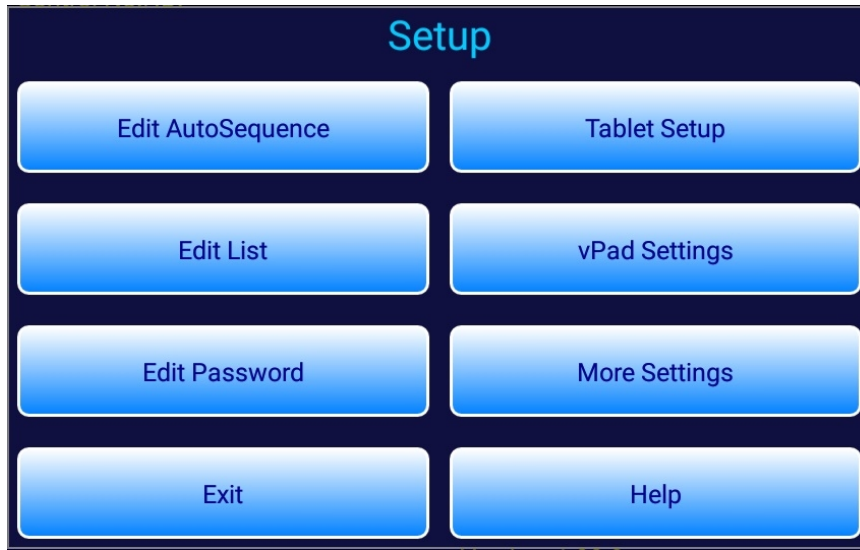 Setup
Edit AutoSequence
Tablet Setup
Edit List
vPad Settings
Edit Password
More Settings
Exit
Help